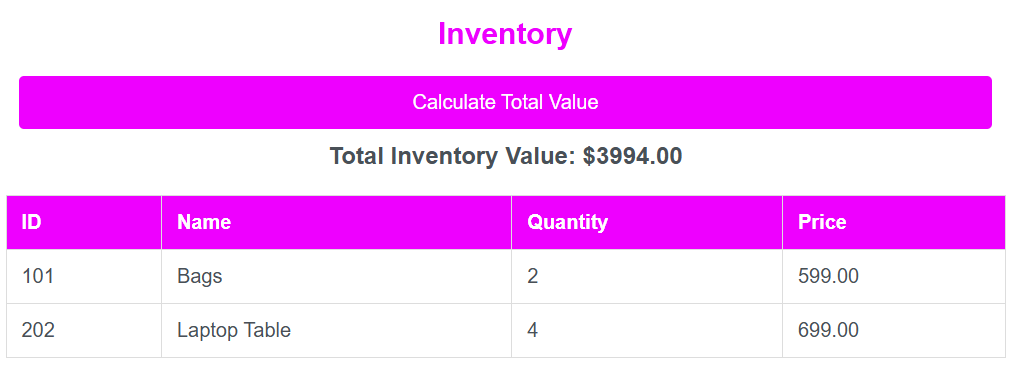 Inventory
Calculate Total Value
Total Inventory Value: $3994.00
ID Name Quantity Price
101 Bags 2 599.00
202 Laptop Table 4 699.00